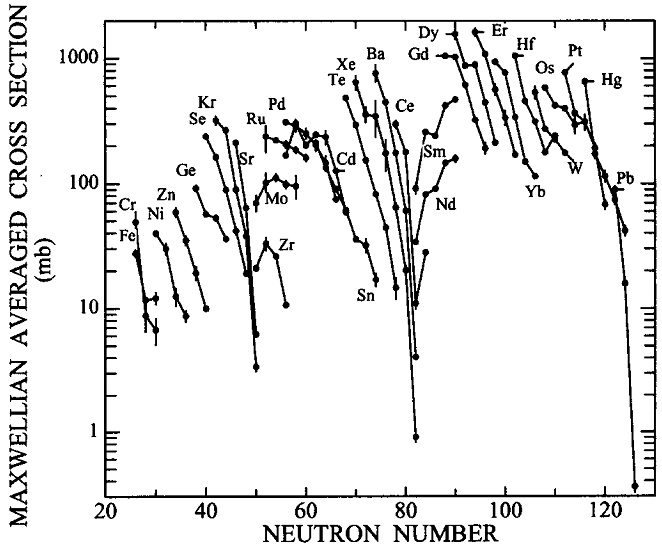 MAXWELLIAN AVERAGED CROSS SECTION
(mb)
1000
100
10
1
Cr
Fe
Ni
Zn
Ge
Se
Kr
Sr
Ru
Pd
Mo
Zr
Cd
Te
Xe
Ba
Sn
Ce
Gd
Dy
Sm
Nd
Er
Hf
Yb
Os
Pt
W
Hg
Pb
20
40
60
80
100
120
NEUTRON NUMBER